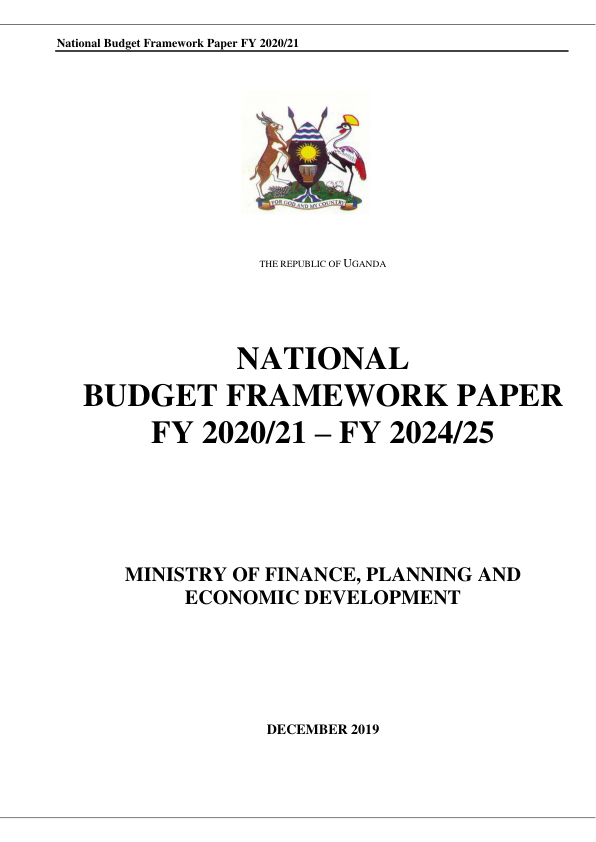 National Budget Framework Paper FY 2020/21
FOR GOD AND MY COUNTRY
THE REPUBLIC OF UGANDA
NATIONAL
BUDGET FRAMEWORK PAPER
FY 2020/21 – FY 2024/25
MINISTRY OF FINANCE, PLANNING AND
ECONOMIC DEVELOPMENT
DECEMBER 2019